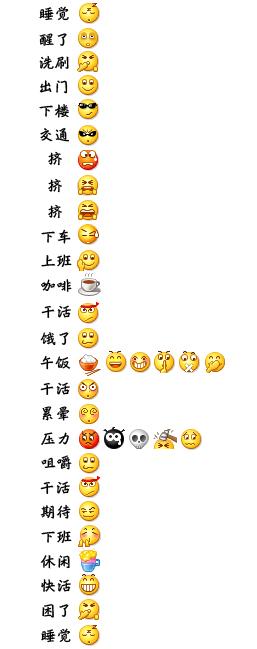 睡觉
醒了
洗刷
出门
下楼
交通
挤
挤
挤
下车
上班
咖啡
干活
饿了
午饭
干活
累晕
压力
咀嚼
干活
期待
下班
休闲
快活
困了
睡觉